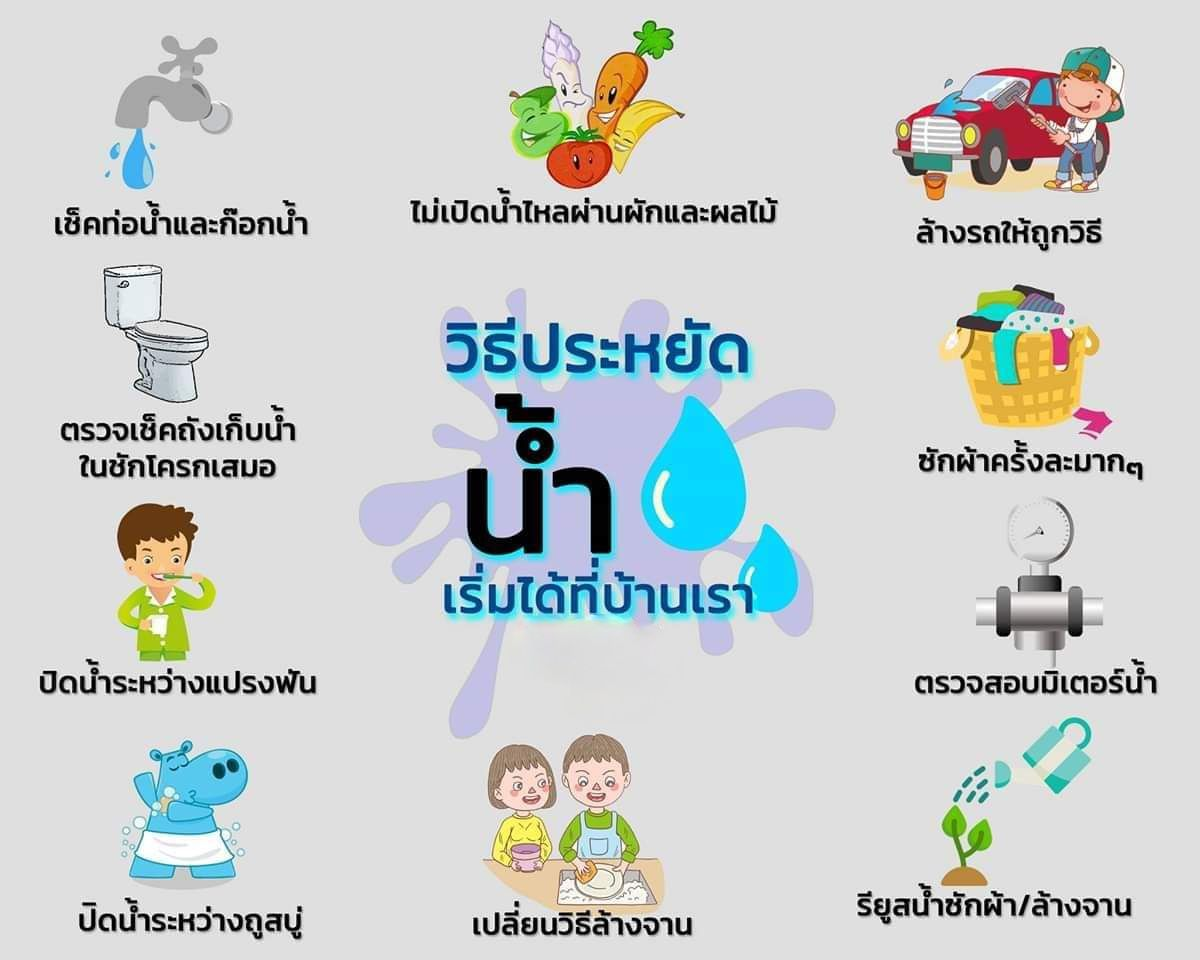 เช็คท่อน้ำและก๊อกน้ำ
ไม่เปิดน้ำไหลผ่านผักและผลไม้
ล้างรถให้ถูกวิธี
วิธีประหยัด
น้ำ
เริ่มได้ที่บ้านเรา
ตรวจเช็คถังเก็บน้ำ
ในชักโครกเสมอ
ซักผ้าครั้งละมากๆ
ปิดน้ำระหว่างแปรงฟัน
ตรวจสอบมิเตอร์น้ำ
ปิดน้ำระหว่างถูสบู่
เปลี่ยนวิธีล้างจาน
รียูสน้ำซักผ้า/ล้างจาน